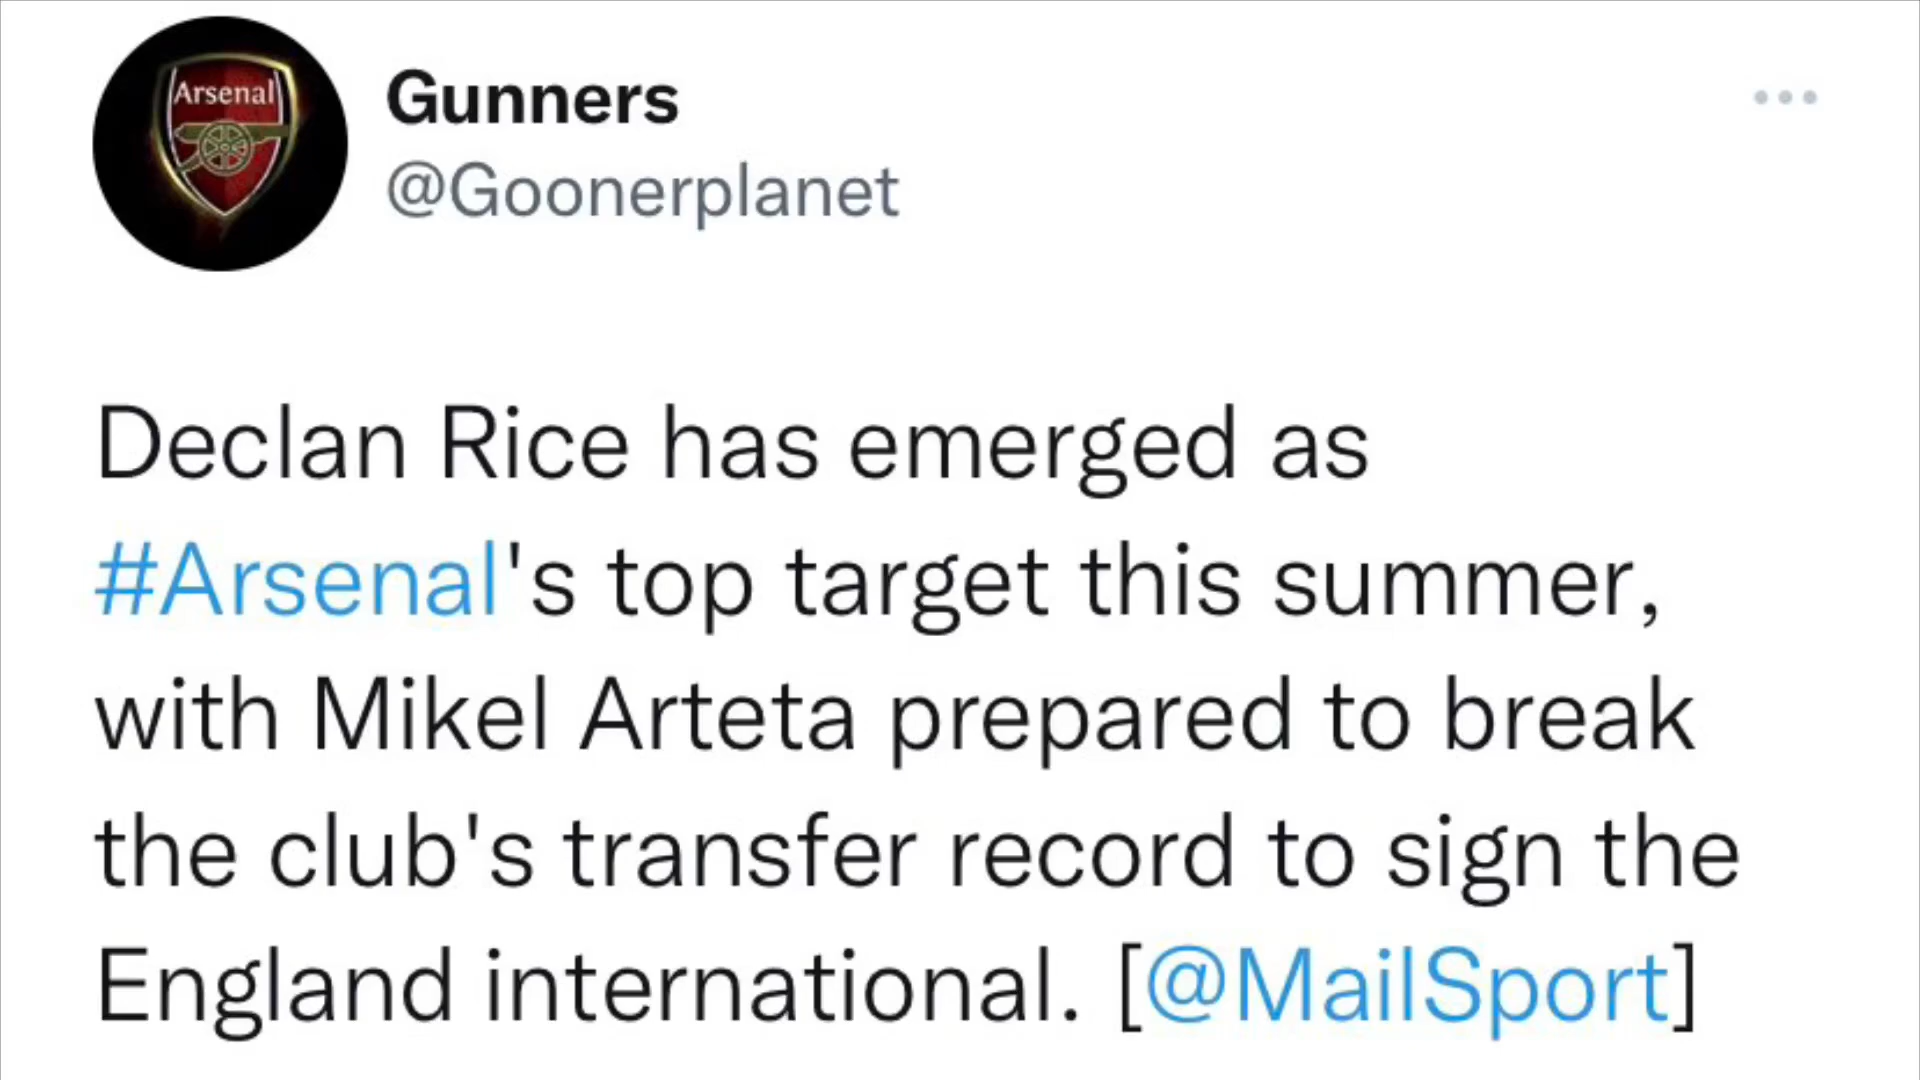 Arsenal
Gunners
@Goonerplanet
Declan Rice has emerged as
#Arsenal's top target this summer,
with Mikel Arteta prepared to break
the club's transfer record to sign the
England international. [@MailSport]